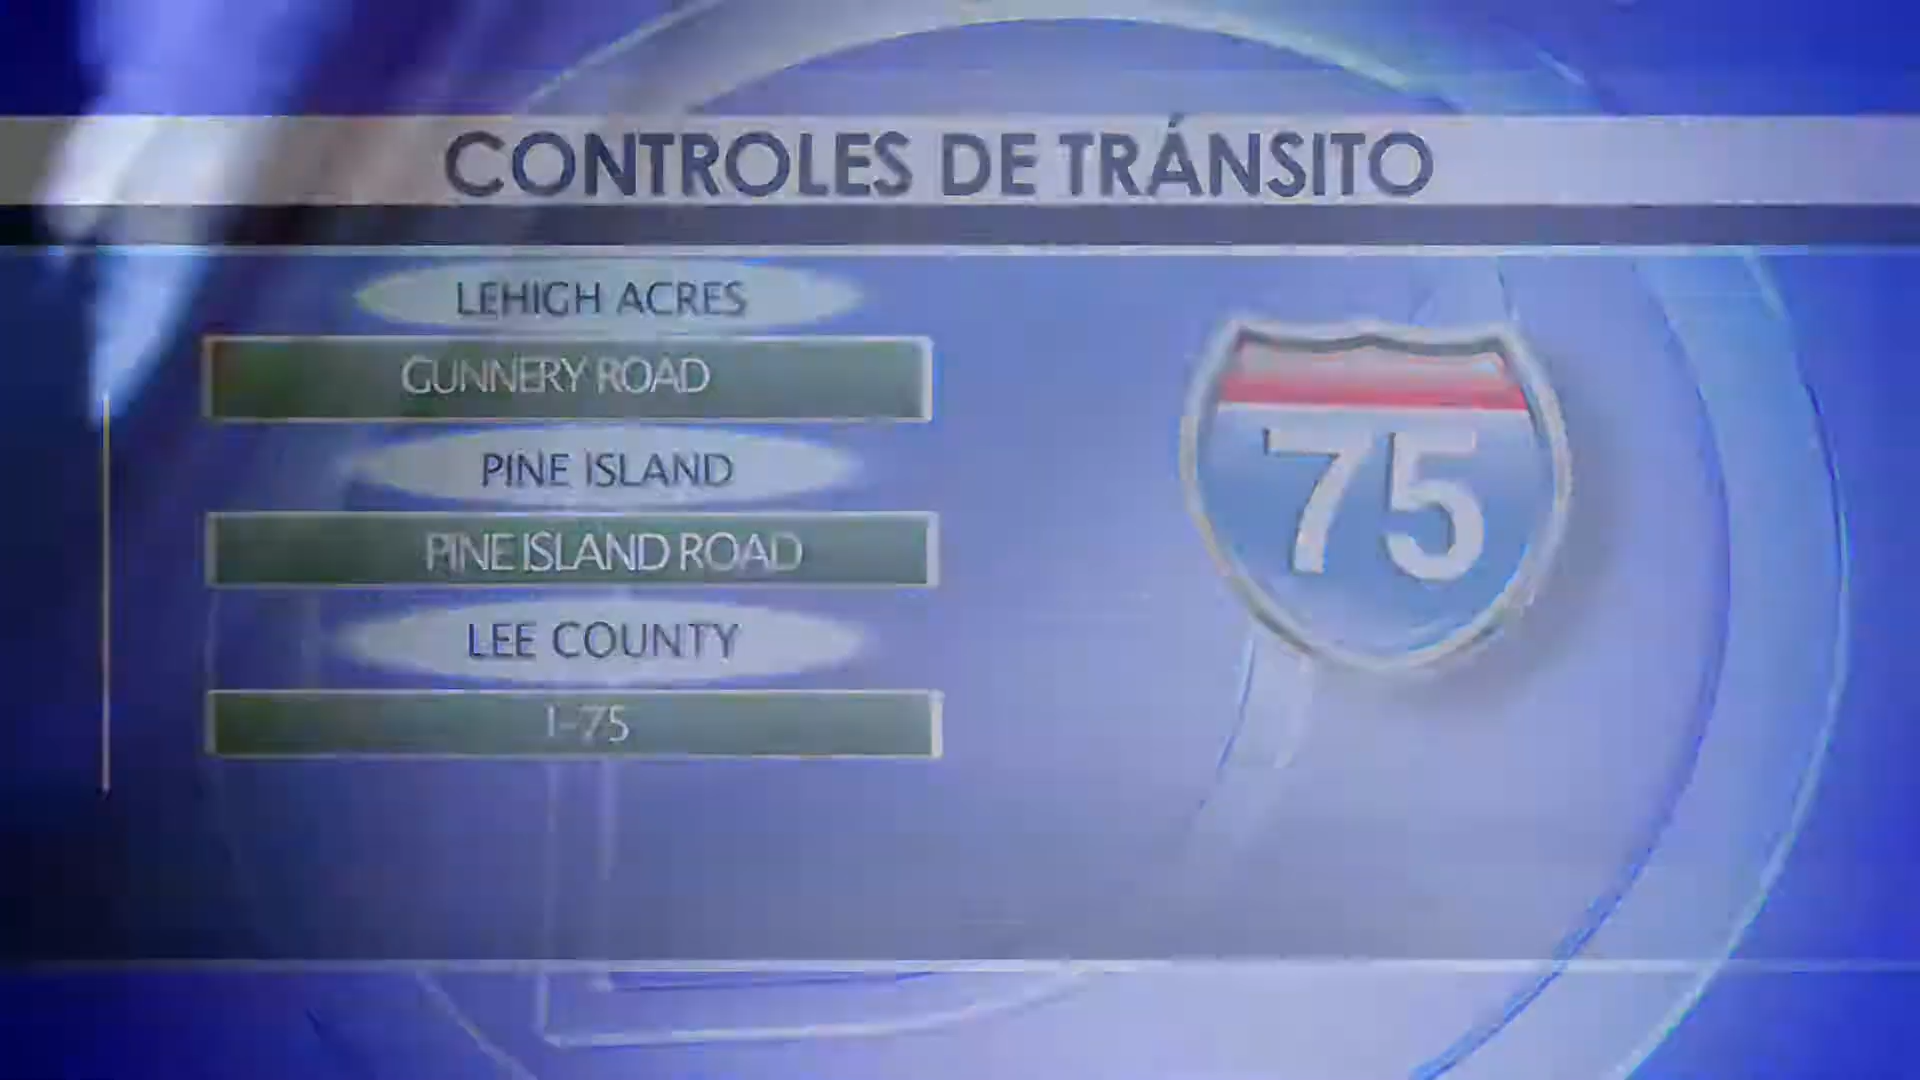 CONTROLES DE TRÁNSITO
LEHIGH ACRES
GUNNERY ROAD
PINE ISLAND
PINE ISLAND ROAD
LEE COUNTY
I-75
75